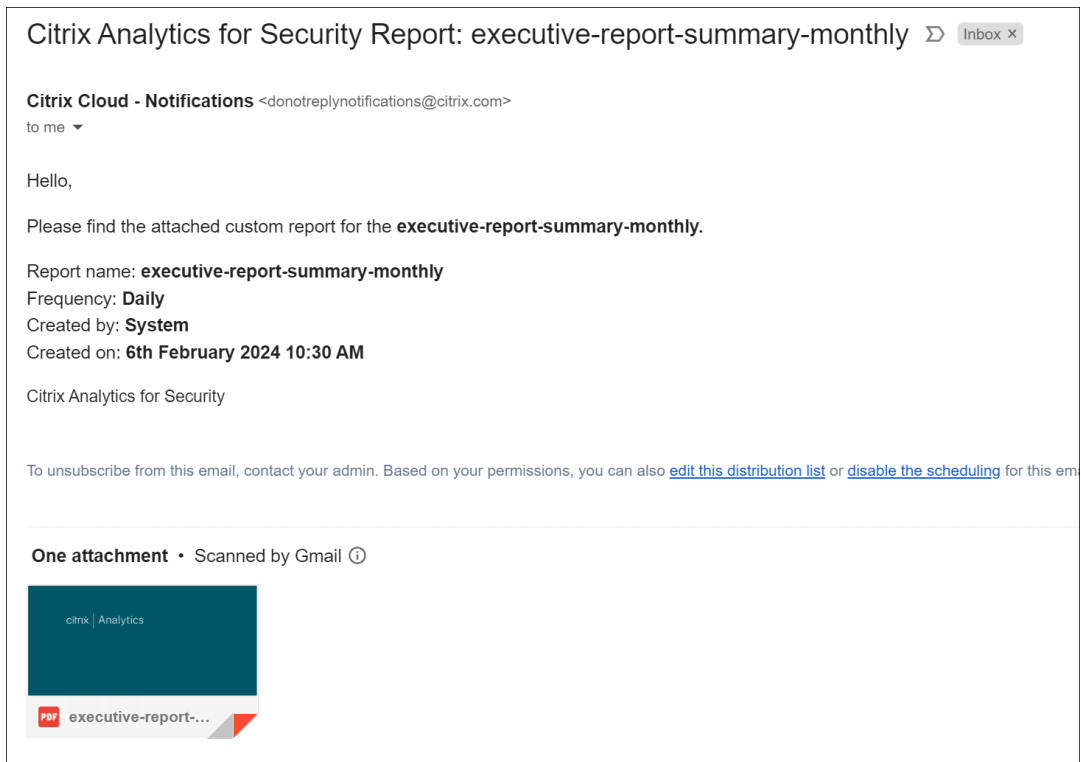 Citrix Analytics for Security Report: executive-report-summary-monthly Inbox ×
Citrix Cloud - Notifications <donotreplynotifications@citrix.com>
to me
Hello,
Please find the attached custom report for the executive-report-summary-monthly.
Report name: executive-report-summary-monthly
Frequency: Daily
Created by: System
Created on: 6th February 2024 10:30 AM
Citrix Analytics for Security
To unsubscribe from this email, contact your admin. Based on your permissions, you can also edit this distribution list or disable the scheduling for this ema
One attachment • Scanned by Gmail
citrix | Analytics
PDF executive-report-...